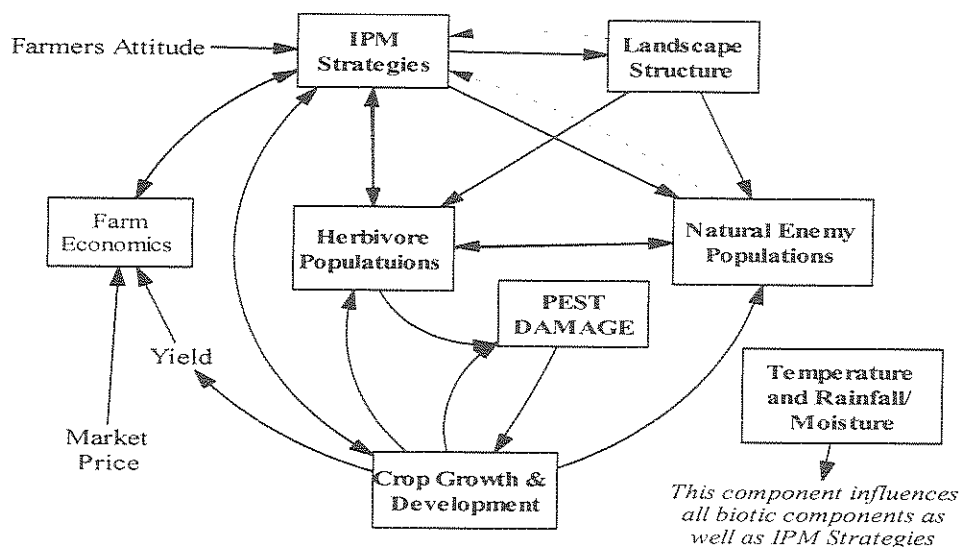 Farmers Attitude
IPM
Strategies
Landscape
Structure
Farm
Economics
Herbivore
Populatuions
Natural Enemy
Populations
PEST
DAMAGE
Yield
Temperature
and Rainfall/
Moisture
Market
Price
Crop Growth &
Development
This component influences
all biotic components as
well as IPM Strategies